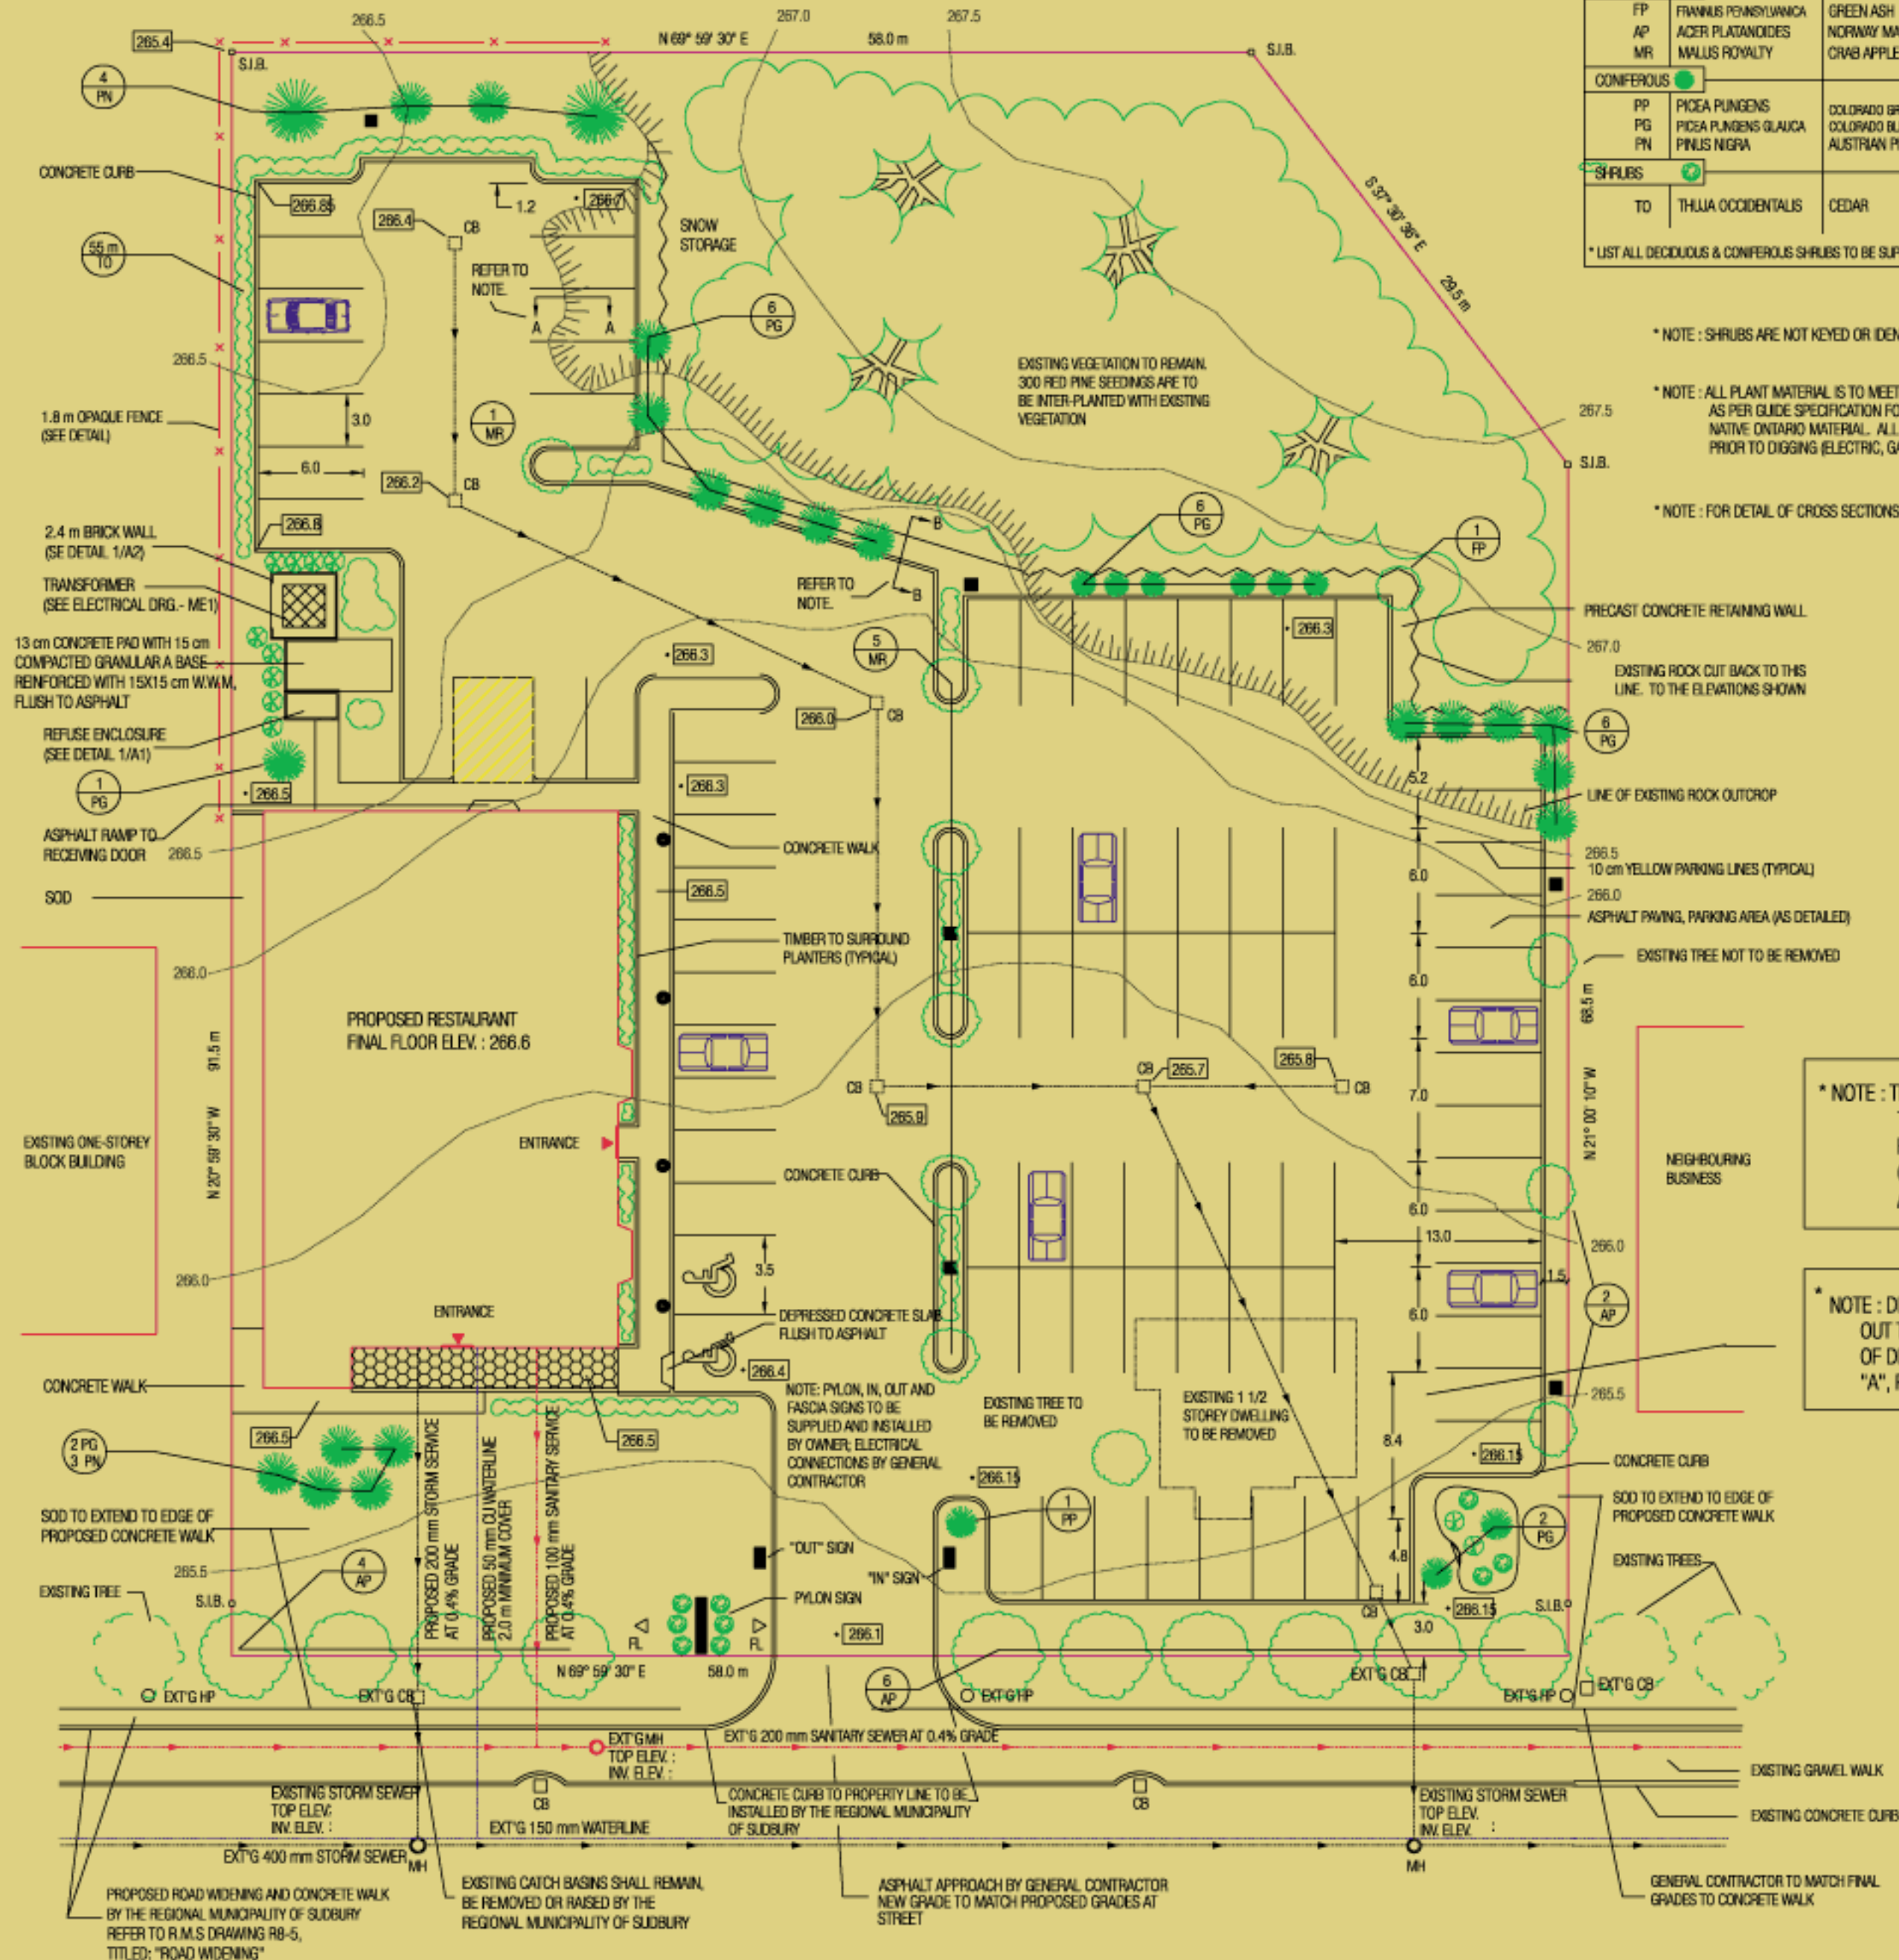 266.5
267.0
267.5
265.4
N 69° 59' 30" E
58.0 m
S.I.B.
S.I.B.
4
PN
FP
FRANNUS PENNSYLVANICA
GREEN ASH
AP
ACER PLATANOIDES
NORWAY
MR
MALUS ROYALTY
CRAB APPLE
CONIFEROUS
PP
PICEA PUNGENS
COLORADO
PG
PICEA PUNGENS GLAUCA
COLORADO
PN
PINUS NIGRA
AUSTRIAN
SHRUBS
TO
THUJA OCCIDENTALIS
CEDAR
* LIST ALL DECIDUOUS & CONIFEROUS SHRUBS TO BE
CONCRETE CURB
266.85
266.4
CB
1.2
266.7
SNOW
STORAGE
S 37° 30' 36" E
29.5 m
55 m
TO
REFER TO
NOTE.
A
A
6
PG
* NOTE : SHRUBS ARE NOT KEYED OR
266.5
EXISTING VEGETATION TO REMAIN.
300 RED PINE SEEDINGS ARE TO
BE INTER-PLANTED WITH EXISTING
VEGETATION
* NOTE : ALL PLANT MATERIAL IS TO MEET
AS PER GUIDE SPECIFICATION
NATIVE ONTARIO MATERIAL. ALL
PRIOR TO DIGGING (ELECTRIC,
267.5
1.8 m OPAQUE FENCE
(SEE DETAIL)
3.0
1
MR
6.0
S.I.B.
266.2
CB
* NOTE : FOR DETAIL OF CROSS SECTIONS
266.8
2.4 m BRICK WALL
(SE DETAIL 1/A2)
B
6
PG
1
FP
TRANSFORMER
(SEE ELECTRICAL DRG.- ME1)
REFER TO
NOTE.
B
PRECAST CONCRETE RETAINING WALL
266.3
13 cm CONCRETE PAD WITH 15 cm
COMPACTED GRANULAR A BASE
REINFORCED WITH 15X15 cm W.W.M,
FLUSH TO ASPHALT
266.3
5
MR
267.0
EXISTING ROCK CUT BACK TO THIS
LINE. TO THE ELEVATIONS SHOWN
266.0
CB
REFUSE ENCLOSURE
(SEE DETAIL 1/A1)
6
PG
1
PG
266.5
266.3
5.2
LINE OF EXISTING ROCK OUTCROP
ASPHALT RAMP TO
RECEIVING DOOR
266.5
CONCRETE WALK
266.5
10 cm YELLOW PARKING LINES (TYPICAL)
6.0
SOD
266.5
266.0
ASPHALT PAVING, PARKING AREA (AS DETAILED)
TIMBER TO SURROUND
PLANTERS (TYPICAL)
EXISTING TREE NOT TO BE REMOVED
266.0
6.0
68.5 m
PROPOSED RESTAURANT
FINAL FLOOR ELEV. : 266.6
91.5 m
CB
265.7
265.8
CB
CB
265.9
7.0
* NOTE :
N 20° 59' 30" W
N 21° 00' 10" W
EXISTING ONE-STOREY
BLOCK BUILDING
ENTRANCE
CONCRETE CURB
NEIGHBOURING
BUSINESS
6.0
13.0
266.0
266.0
3.5
1.5
ENTRANCE
DEPRESSED CONCRETE SLAB
FLUSH TO ASPHALT
6.0
2
AP
* NOTE :
OUT
OF
"A",
266.4
CONCRETE WALK
265.5
NOTE: PYLON, IN, OUT AND
FASCIA SIGNS TO BE
SUPPLIED AND INSTALLED
BY OWNER; ELECTRICAL
CONNECTIONS BY GENERAL
CONTRACTOR
EXISTING TREE TO
BE REMOVED
EXISTING 1 1/2
STOREY DWELLING
TO BE REMOVED
8.4
266.5
266.5
2 PG
3 PN
266.15
266.15
CONCRETE CURB
PROPOSED 200 mm STORM SERVICE
AT 0.4% GRADE
PROPOSED 50 mm CU WATERLINE
2.0 m MINIMUM COVER
PROPOSED 100 mm SANITARY SERVICE
AT 0.4% GRADE
SOD TO EXTEND TO EDGE OF
PROPOSED CONCRETE WALK
1
PP
2
PG
SOD TO EXTEND TO EDGE OF
PROPOSED CONCRETE WALK
4.8
"OUT" SIGN
"IN" SIGN
265.5
4
AP
EXISTING TREES
EXISTING TREE
S.I.B.
PYLON SIGN
CB
266.15
S.I.B.
3.0
FL
FL
266.1
N 69° 59' 30" E
58.0 m
6
AP
EXT'G CB
EXT'G HP
EXT'G CB
EXT'G HP
EXT'G HP
EXT'G CB
EXT'G MH
TOP ELEV. :
INV. ELEV. :
EXT'G 200 mm SANITARY SEWER AT 0.4% GRADE
EXISTING GRAVEL WALK
EXISTING STORM SEWER
TOP ELEV:
INV. ELEV. :
CB
CONCRETE CURB TO PROPERTY LINE TO BE
INSTALLED BY THE REGIONAL MUNICIPALITY
OF SUDBURY
CB
EXISTING STORM SEWER
TOP ELEV.
INV. ELEV. :
EXISTING CONCRETE CURB
EXT'G 150 mm WATERLINE
EXT'G 400 mm STORM SEWER
MH
MH
PROPOSED ROAD WIDENING AND CONCRETE WALK
BY THE REGIONAL MUNICIPALITY OF SUDBURY
REFER TO R.M.S DRAWING R8-5,
TITLED: "ROAD WIDENING"
EXISTING CATCH BASINS SHALL REMAIN,
BE REMOVED OR RAISED BY THE
REGIONAL MUNICIPALITY OF SUDBURY
ASPHALT APPROACH BY GENERAL CONTRACTOR
NEW GRADE TO MATCH PROPOSED GRADES AT
STREET
GENERAL CONTRACTOR TO MATCH FINAL
GRADES TO CONCRETE WALK